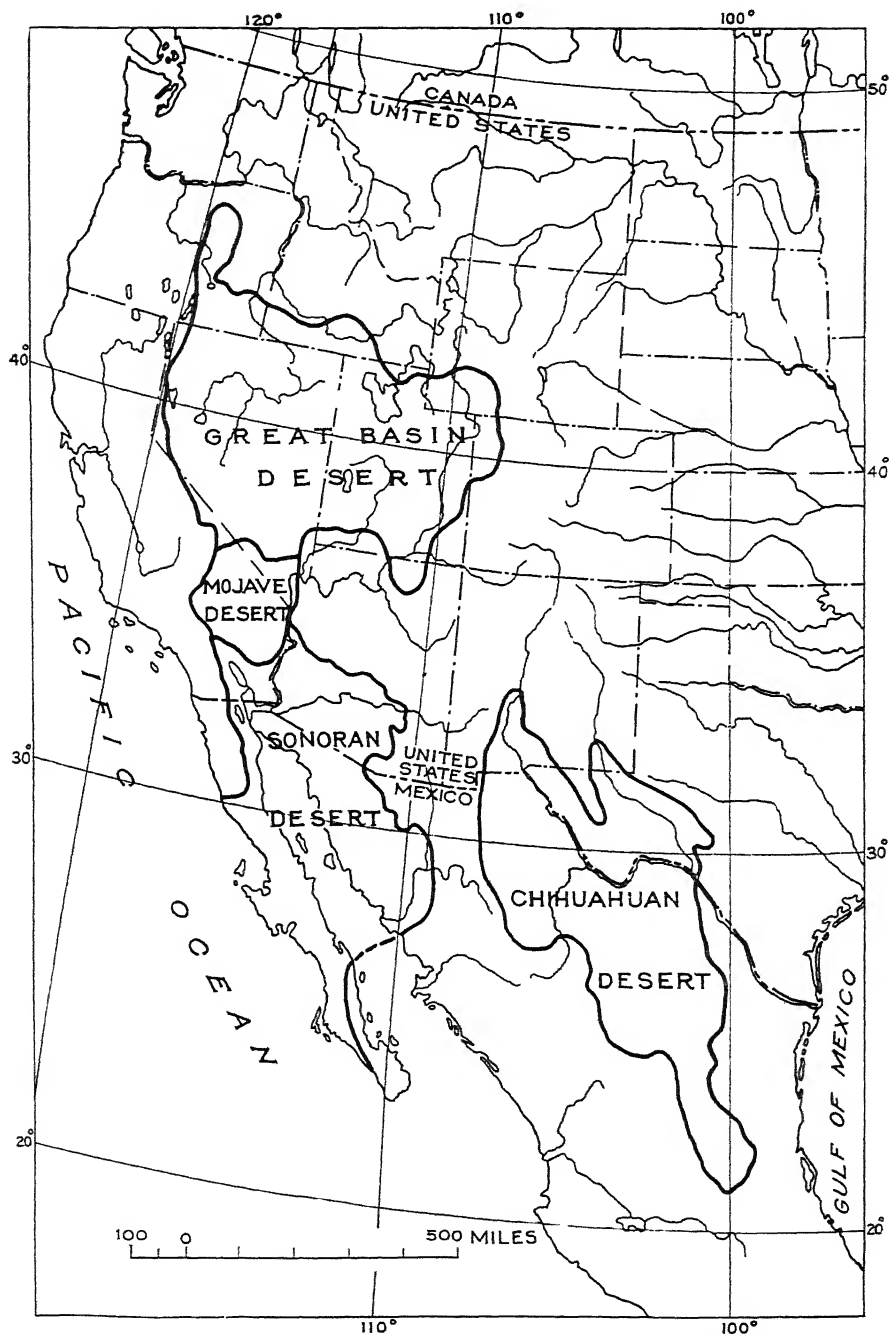 120°
110°
100°
50°
CANADA
UNITED STATES
40°
GREAT BASIN
DESERT
40°
MOJAVE
DESERT
PACIFIC
OCEAN
SONORAN
DESERT
UNITED
STATES
MEXICO
30°
30°
CHIHUAHUAN
DESERT
GULF OF MEXICO
20°
20°
100 0 500 MILES
110°
100°